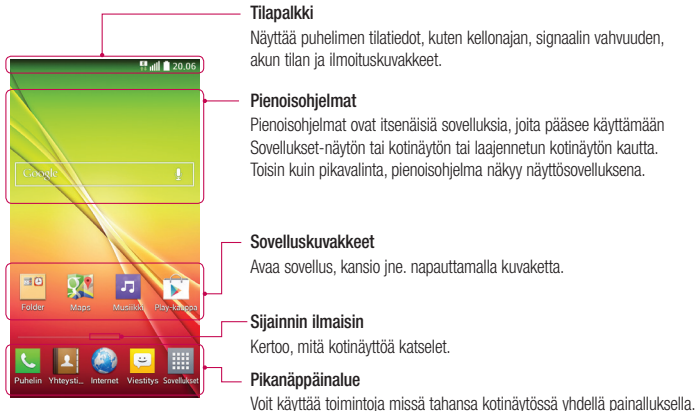 Tilapalkki
Näyttää puhelimen tilatiedot, kuten kellonajan, signaalin vahvuuden,
akun tilan ja ilmoituskuvakkeet.
20.06
Pienoisohjelmat
Pienoisohjelmat ovat itsenäisiä sovelluksia, joita pääsee käyttämään
Sovellukset-näytön tai kotinäytön tai laajennetun kotinäytön kautta.
Toisin kuin pikavalinta, pienoisohjelma näkyy näyttösovelluksena.
Google
Sovelluskuvakkeet
Avaa sovellus, kansio jne. napauttamalla kuvaketta.
Folder Maps Musiikki Play-kauppa
Sijainnin ilmaisin
Kertoo, mitä kotinäyttöä katselet.
Puhelin Yhteysti... Internet Viestitys Sovellukset
Pikanäppäinalue
Voit käyttää toimintoja missä tahansa kotinäytössä yhdellä painalluksella.